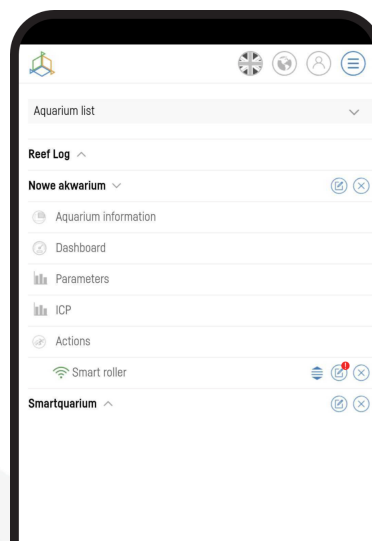 Aquarium list
Reef Log
Nowe akwarium
Aquarium information
Dashboard
Parameters
ICP
Actions
Smart roller
!
Smartquarium